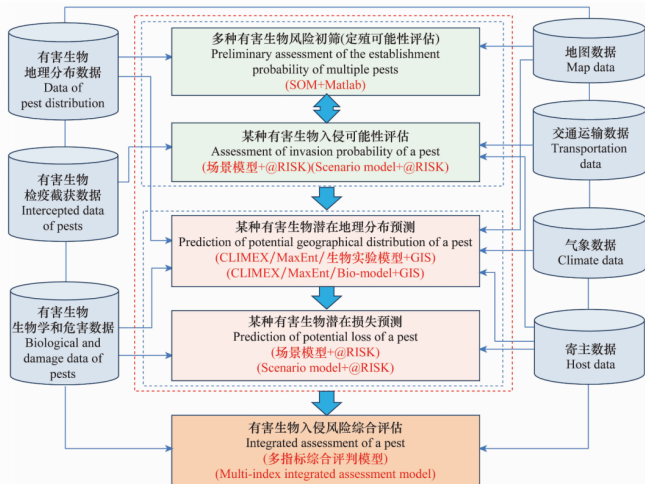 有害生物
地理分布数据
Data of
pest distribution
有害生物
检疫截获数据
Intercepted data
of pests
有害生物
生物学和危害数据
Biological and
damage data of
pests
多种有害生物风险初筛(定殖可能性评估)
Preliminary assessment of the establishment
probability of multiple pests
(SOM+Matlab)
某种有害生物入侵可能性评估
Assessment of invasion probability of a pest
(场景模型+@RISK)(Scenario model+@RISK)
某种有害生物潜在地理分布预测
Prediction of potential geographical distribution of a pest
(CLIMEX/MaxEnt/生物实验模型+GIS)
(CLIMEX/MaxEnt/Bio-model+GIS)
某种有害生物潜在损失预测
Prediction of potential loss of a pest
(场景模型+@RISK)
(Scenario model+@RISK)
有害生物入侵风险综合评估
Integrated assessment of a pest
(多指标综合评判模型)
(Multi-index integrated assessment model)
地图数据
Map data
交通运输数据
Transportation
data
气象数据
Climate data
寄主数据
Host data